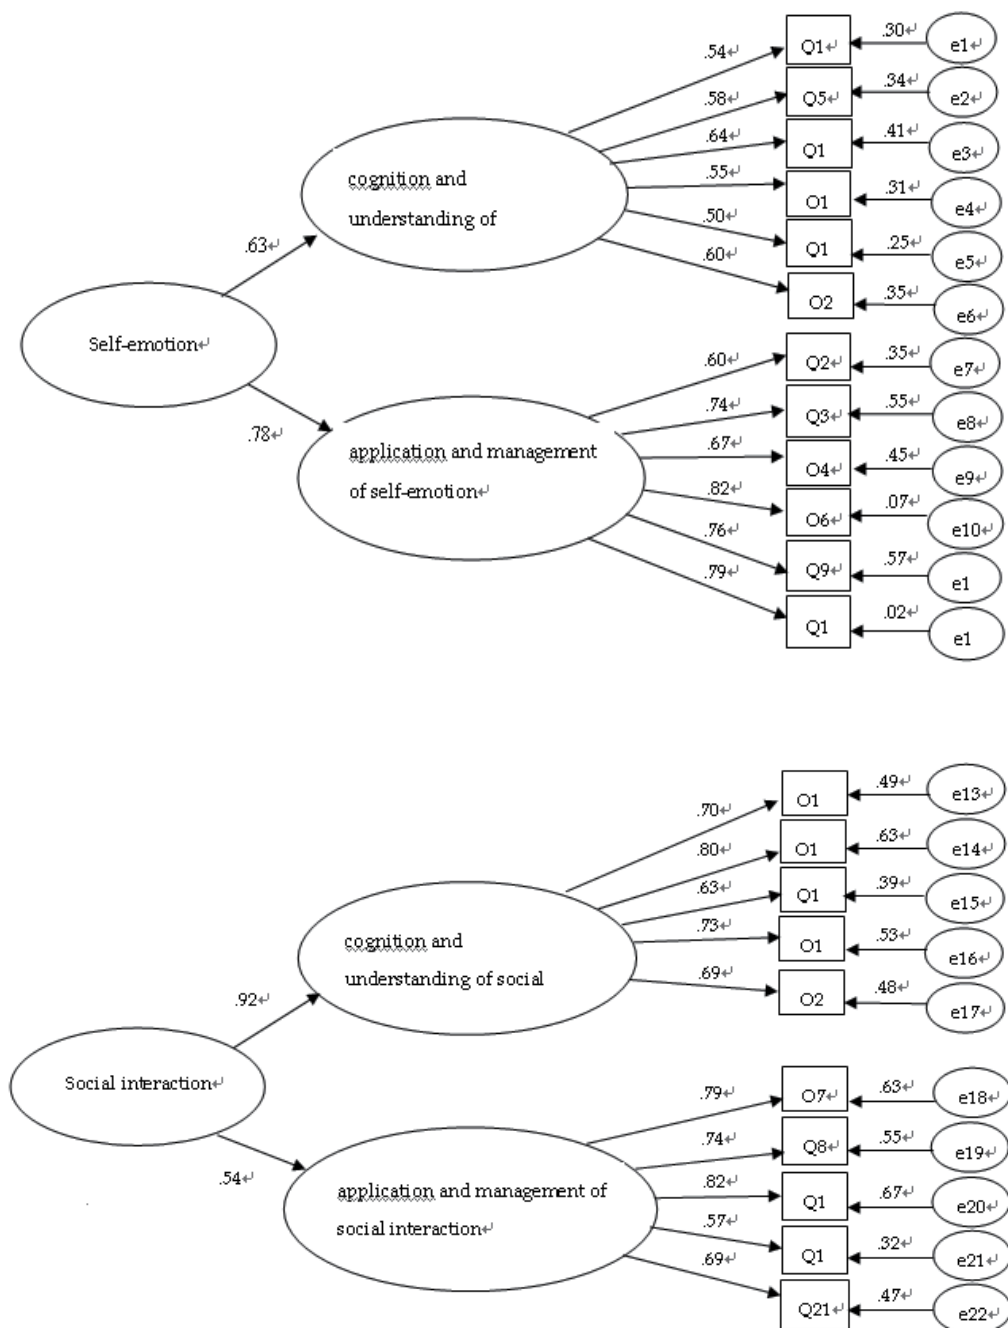 .54↵
Q1↵
.30↵
e1↵
.58↵
Q5↵
.34↵
e2↵
.64↵
Q1
.41↵
e3↵
.55↵
O1
.31↵
e4↵
.50↵
Q1
.25↵
e5↵
.60↵
O2
.35↵
e6↵
cognition and
understanding of
.63↵
Self-emotion↵
.78↵
application and management
of self-emotion↵
.60↵
Q2↵
.35↵
e7↵
.74↵
Q3↵
.55↵
e8↵
.67↵
O4↵
.45↵
e9↵
.82↵
O6↵
.07↵
e10↵
.76↵
Q9↵
.57↵
e1
.79↵
Q1
.02↵
e1
.70↵
O1
.49↵
e13↵
.80↵
O1
.63↵
e14↵
.63↵
Q1
.39↵
e15↵
.73↵
O1
.53↵
e16↵
.69↵
O2
.48↵
e17↵
cognition and
understanding of social
.92↵
Social interaction↵
.54↵
application and management of
social interaction↵
.79↵
O7↵
.63↵
e18↵
.74↵
Q8↵
.55↵
e19↵
.82↵
Q1
.67↵
e20↵
.57↵
Q1
.32↵
e21↵
.69↵
Q21↵
.47↵
e22↵